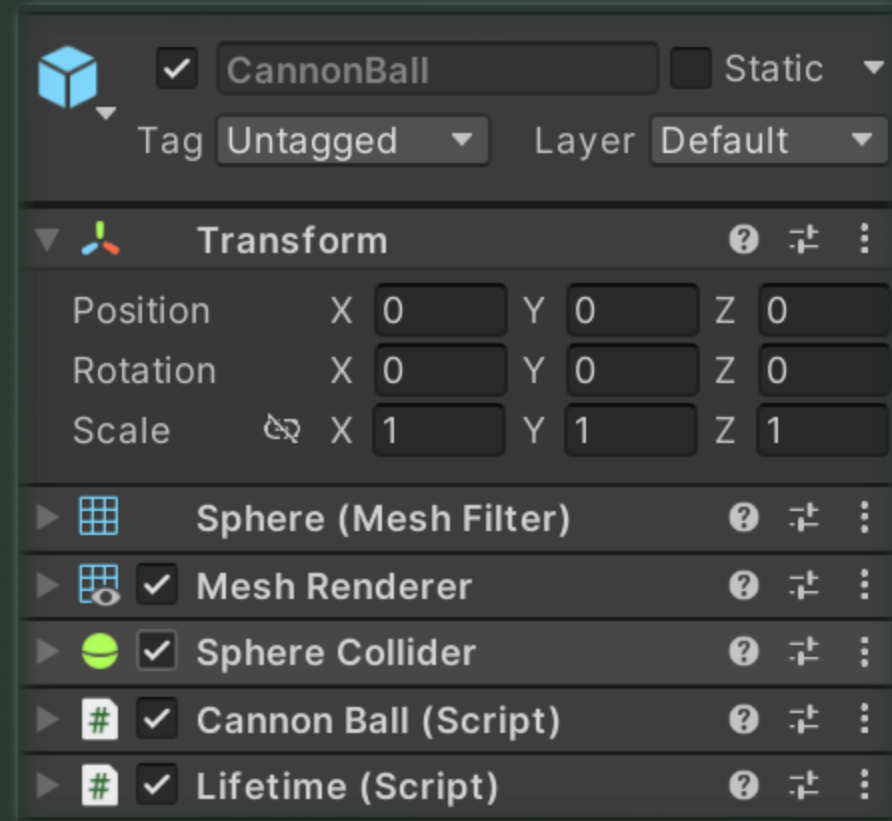 CannonBall Static
Tag Untagged Layer Default
Transform
Position X 0 Y 0 Z 0
Rotation X 0 Y 0 Z 0
Scale X 1 Y 1 Z 1
Sphere (Mesh Filter)
Mesh Renderer
Sphere Collider
# Cannon Ball (Script)
# Lifetime (Script)